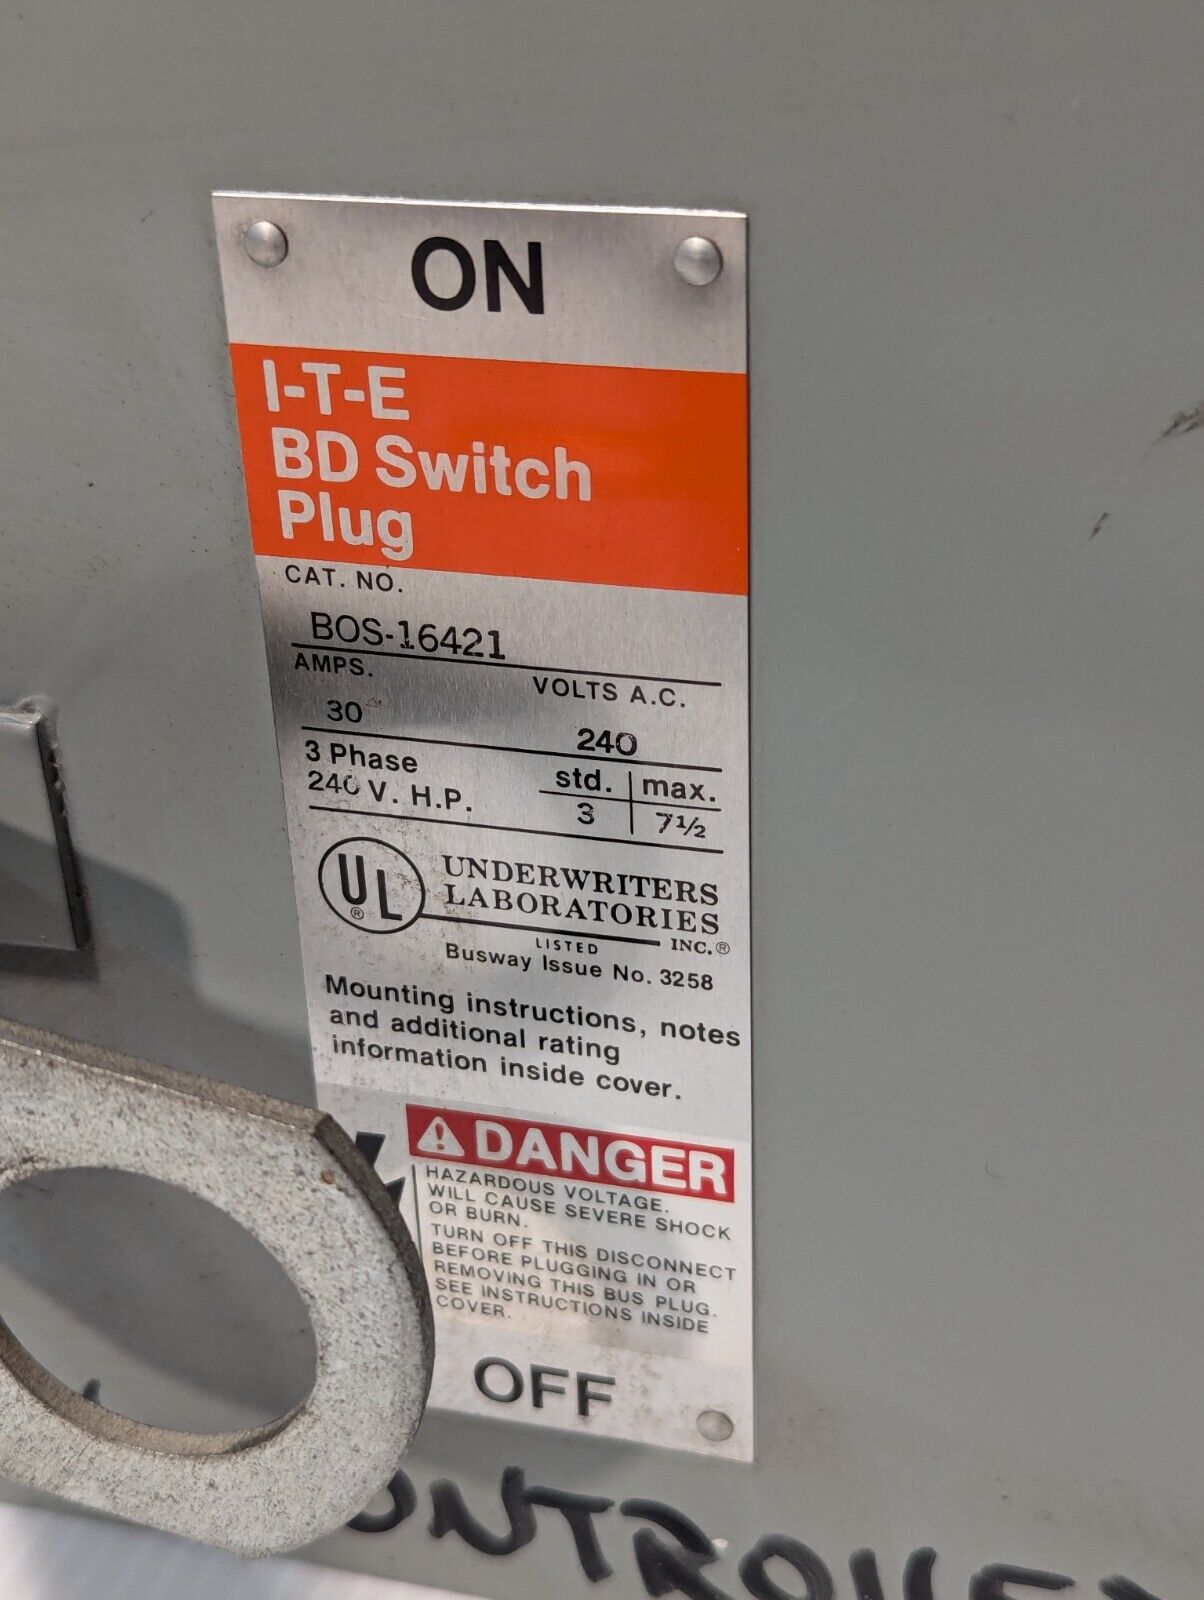 ON
I-T-E
BD Switch
Plug
CAT. NO.
BOS-16421
AMPS.
VOLTS A.C.
30
240
3 Phase
240 V. H.P.
std. max.
3 7½
UL ®
UNDERWRITERS
LABORATORIES
LISTED INC.®
Busway Issue No. 3258
Mounting instructions, notes
and additional rating
information inside cover.
DANGER
HAZARDOUS VOLTAGE.
WILL CAUSE SEVERE SHOCK
OR BURN.
TURN OFF THIS DISCONNECT
BEFORE PLUGGING IN OR
REMOVING THIS BUS PLUG.
SEE INSTRUCTIONS INSIDE
COVER.
OFF